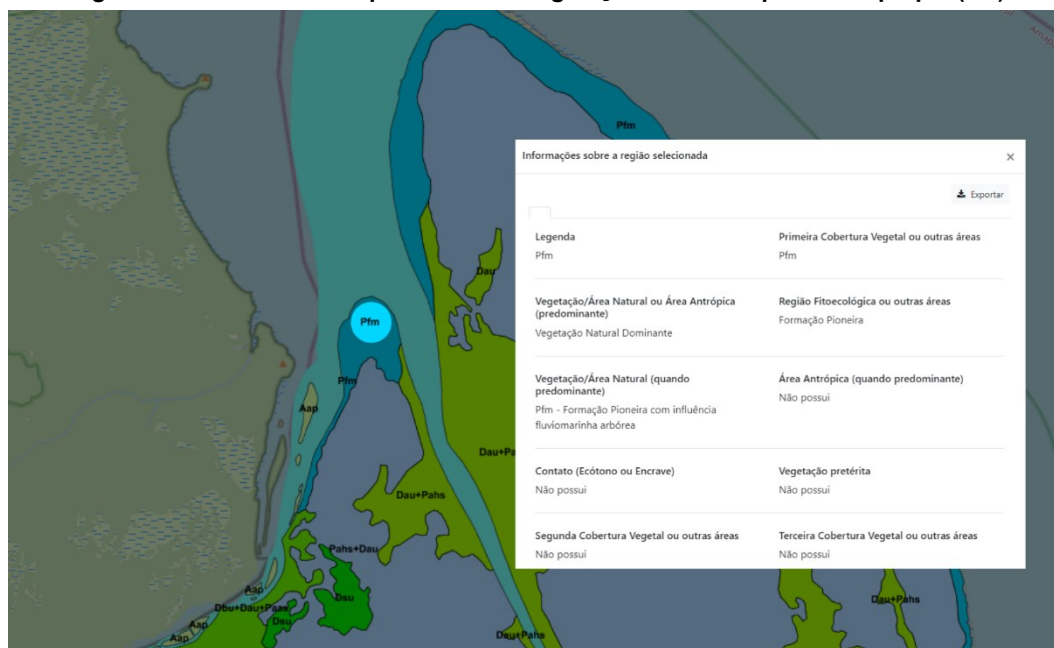 Pfm
Informações sobre a região selecionada
×
Exportar
Legenda
Pfm
Primeira Cobertura Vegetal ou outras áreas
Pfm
Vegetação/Área Natural ou Área Antrópica
(predominante)
Vegetação Natural Dominante
Região Fitoecológica ou outras áreas
Formação Pioneira
Vegetação/Área Natural (quando
predominante)
Pfm - Formação Pioneira com influência
fluviomarinha arbórea
Área Antrópica (quando predominante)
Não possui
Contato (Ecótono ou Encrave)
Não possui
Vegetação pretérita
Não possui
Segunda Cobertura Vegetal ou outras áreas
Não possui
Terceira Cobertura Vegetal ou outras áreas
Não possui
Dau
Pfm
Pfm
Aap
Dau+Pa
Dau+Pahs
Pahs+Dau
Aap
Dsu
Dau+Pahs
Dbu+Dau+Paas
Dsu
Aap
Aap
Dau+Pahs